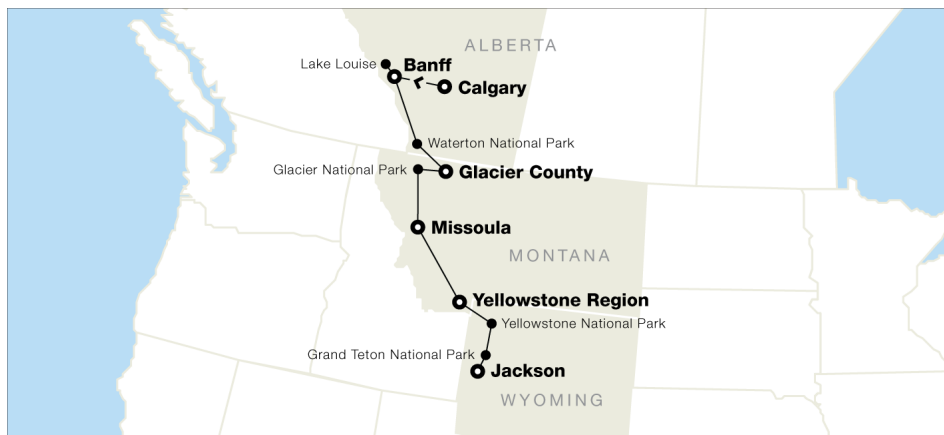 ALBERTA
Lake Louise
Banff
Calgary
Waterton National Park
Glacier National Park
Glacier County
Missoula
MONTANA
Yellowstone Region
Yellowstone National Park
Grand Teton National Park
Jackson
WYOMING